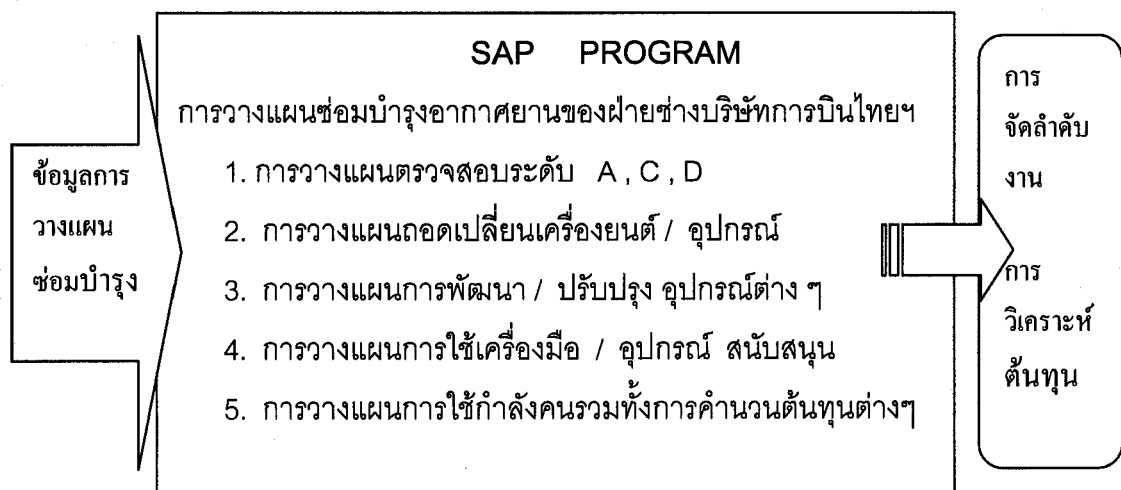 ข้อมูลการ
วางแผน
ซ่อมบำรุง
SAP PROGRAM
การวางแผนซ่อมบำรุงอากาศยานของฝ่ายช่างบริษัทการบินไทยฯ
1. การวางแผนตรวจสอบระดับ A , C , D
2. การวางแผนถอดเปลี่ยนเครื่องยนต์ / อุปกรณ์
3. การวางแผนการพัฒนา / ปรับปรุง อุปกรณ์ต่าง ๆ
4. การวางแผนการใช้เครื่องมือ / อุปกรณ์ สนับสนุน
5. การวางแผนการใช้กำลังคนรวมทั้งการคำนวนต้นทุนต่างๆ
การ
จัดลำดับ
งาน
การ
วิเคราะห์
ต้นทุน